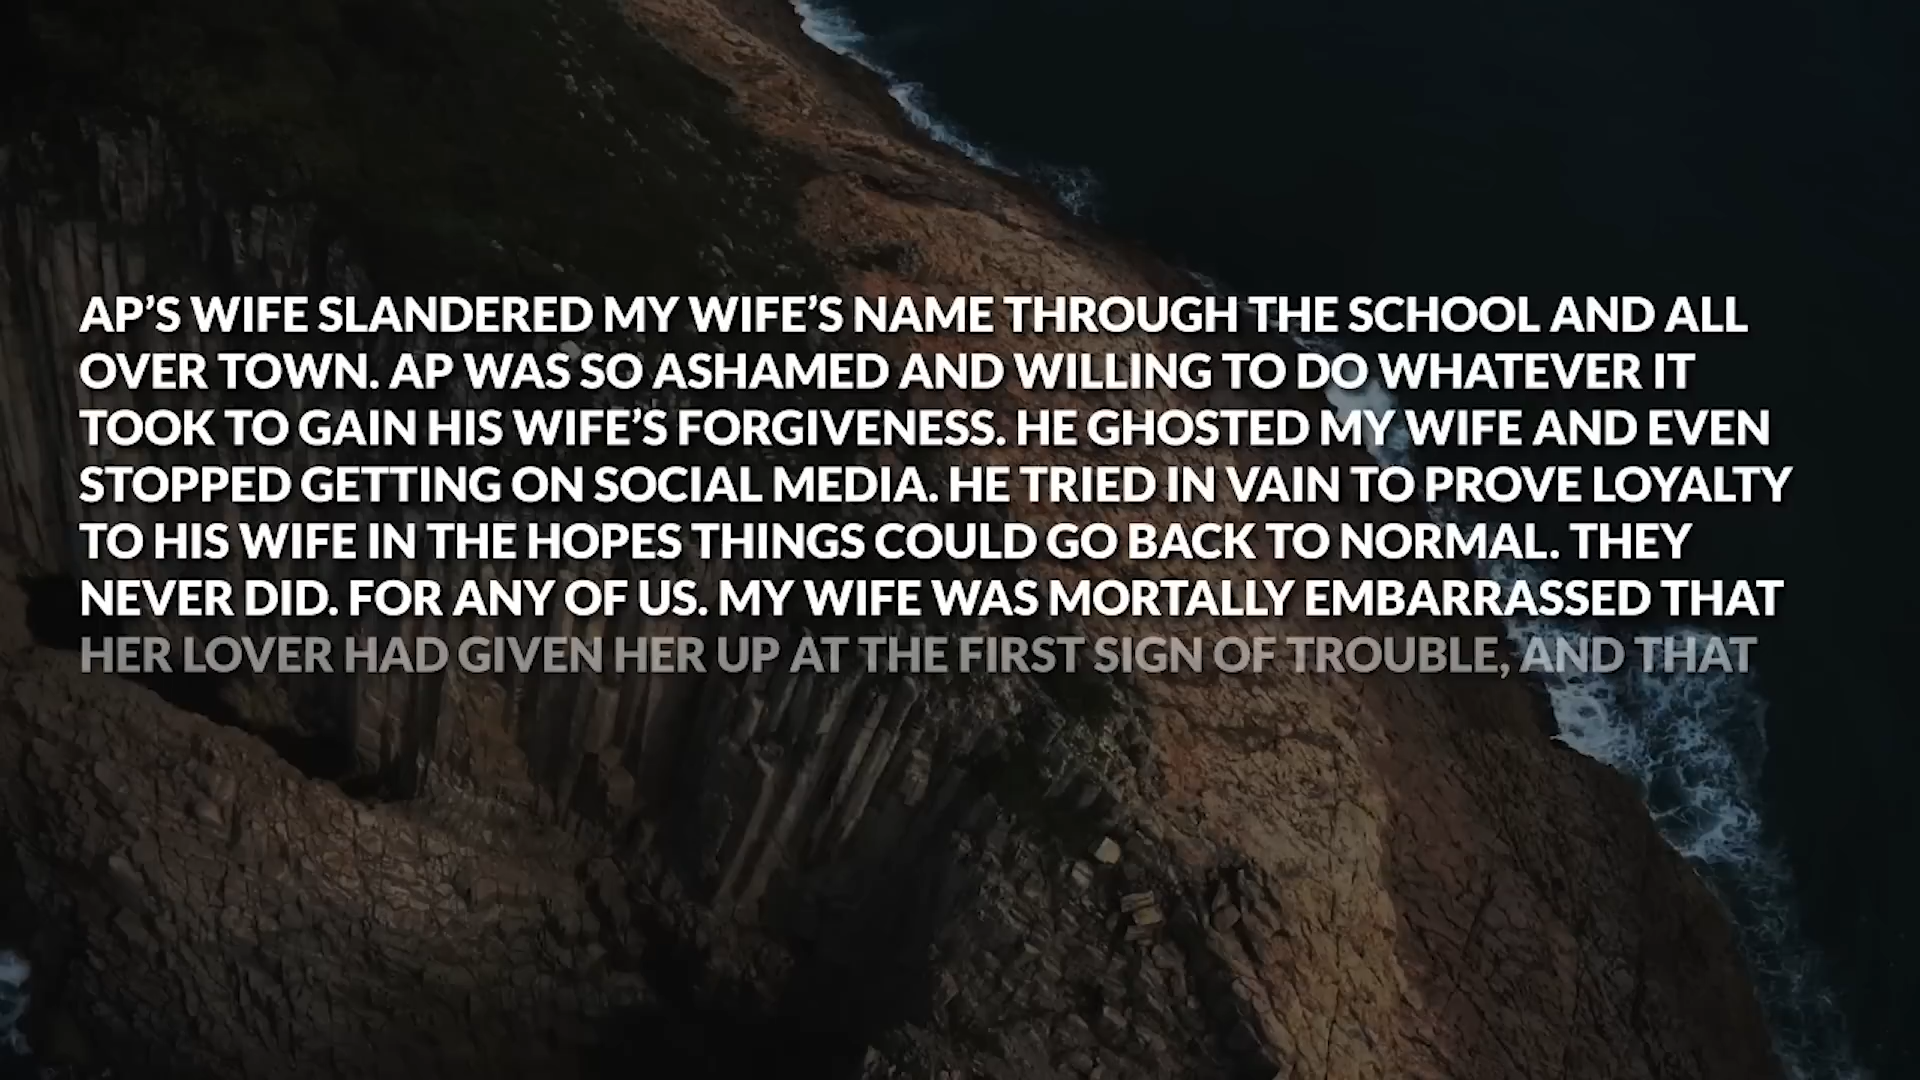 AP’S WIFE SLANDERED MY WIFE’S NAME THROUGH THE SCHOOL AND ALL
OVER TOWN. AP WAS SO ASHAMED AND WILLING TO DO WHATEVER IT
TOOK TO GAIN HIS WIFE’S FORGIVENESS. HE GHOSTED MY WIFE AND EVEN
STOPPED GETTING ON SOCIAL MEDIA. HE TRIED IN VAIN TO PROVE LOYALTY
TO HIS WIFE IN THE HOPES THINGS COULD GO BACK TO NORMAL. THEY
NEVER DID. FOR ANY OF US. MY WIFE WAS MORTALLY EMBARRASSED THAT
HER LOVER HAD GIVEN HER UP AT THE FIRST SIGN OF TROUBLE, AND THAT